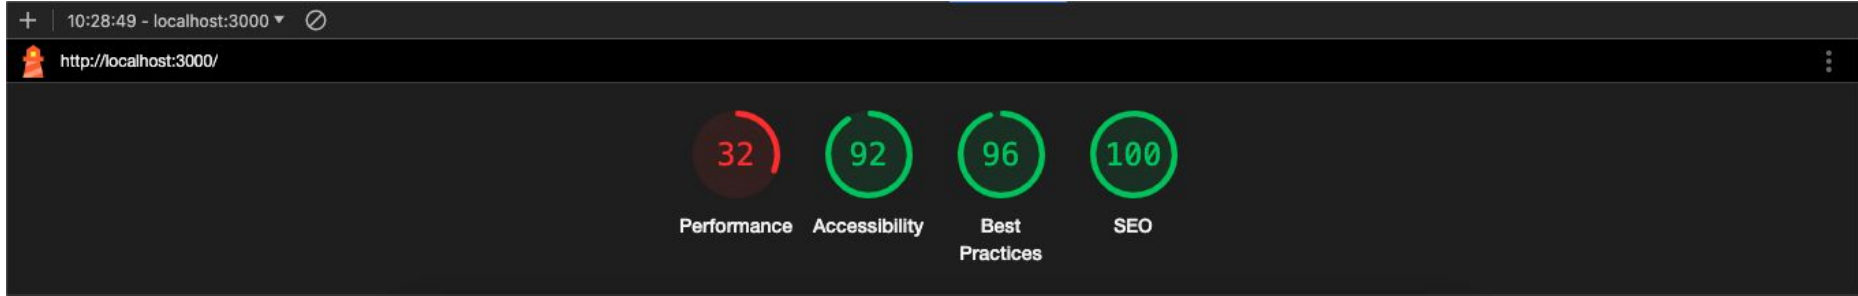 10:28:49 - localhost:3000
http://localhost:3000/
32
92
96
100
Performance
Accessibility
Best
Practices
SEO